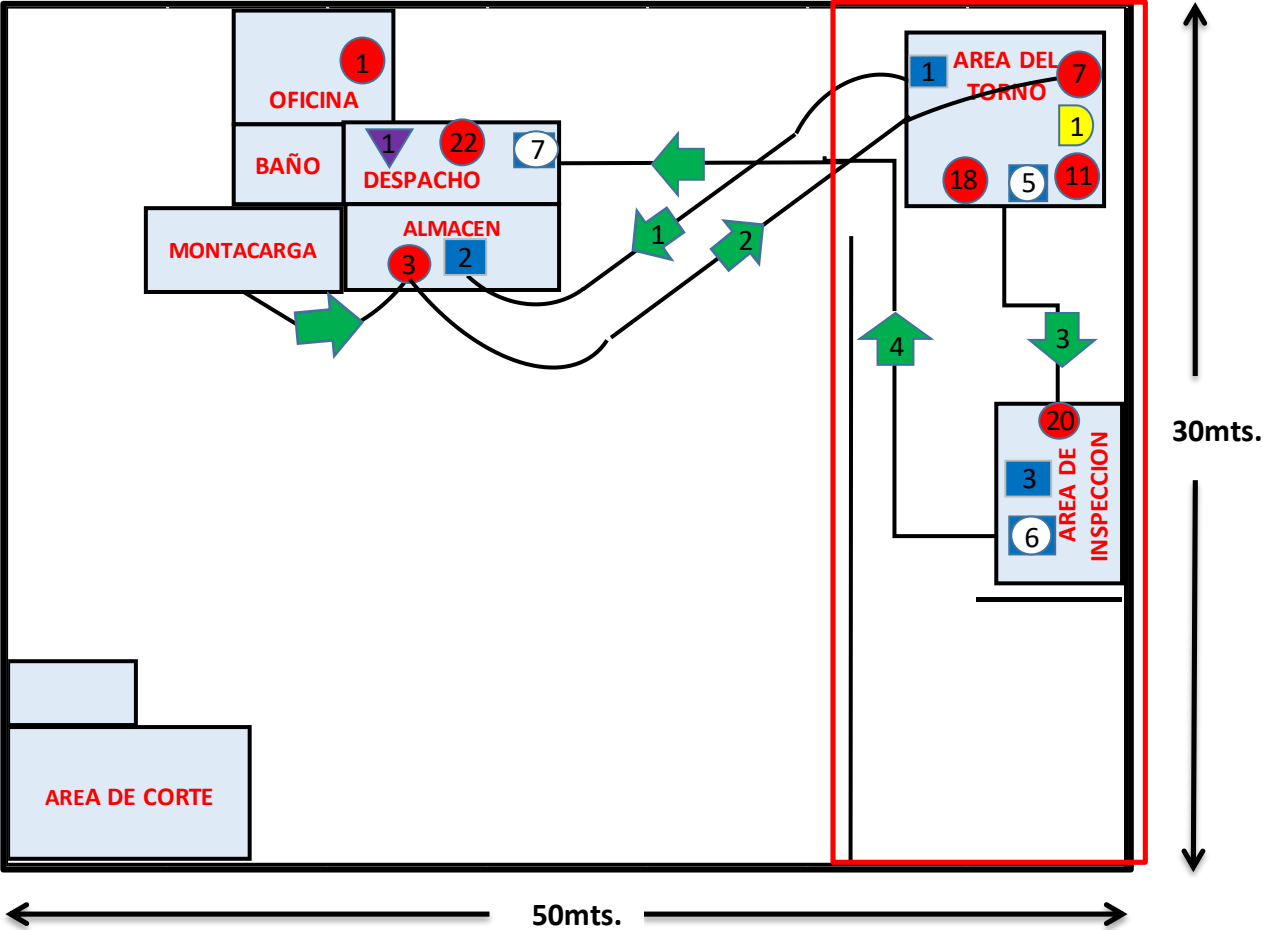 1
OFICINA
BAÑO
1
22
7
DESPACHO
MONTACARGA
ALMACEN
3
2
1
2
1
AREA DEL
TORNO
7
1
18
5
11
4
3
20
3
6
AREA DE
INSPECCION
30mts.
AREA DE CORTE
50mts.